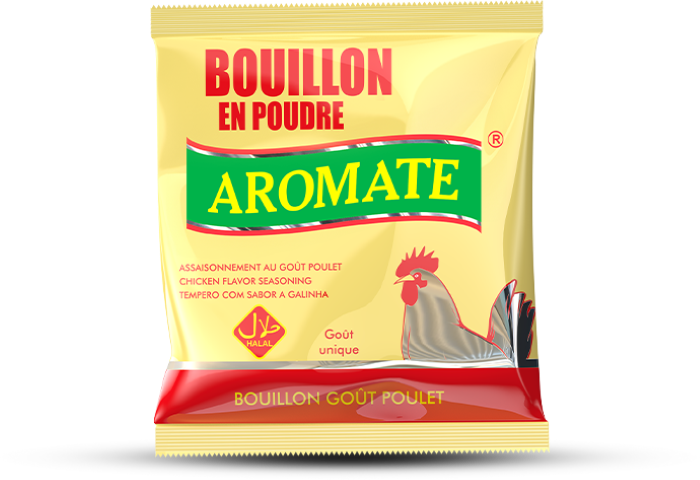 BOUILLON
EN POUDRE
AROMATE
®
ASSAISONNEMENT AU GOÛT POULET
CHICKEN FLAVOR SEASONING
TEMPERO COM SABOR A GALINHA
حلال
HALAL
Goût
unique
BOUILLON GOÛT POULET